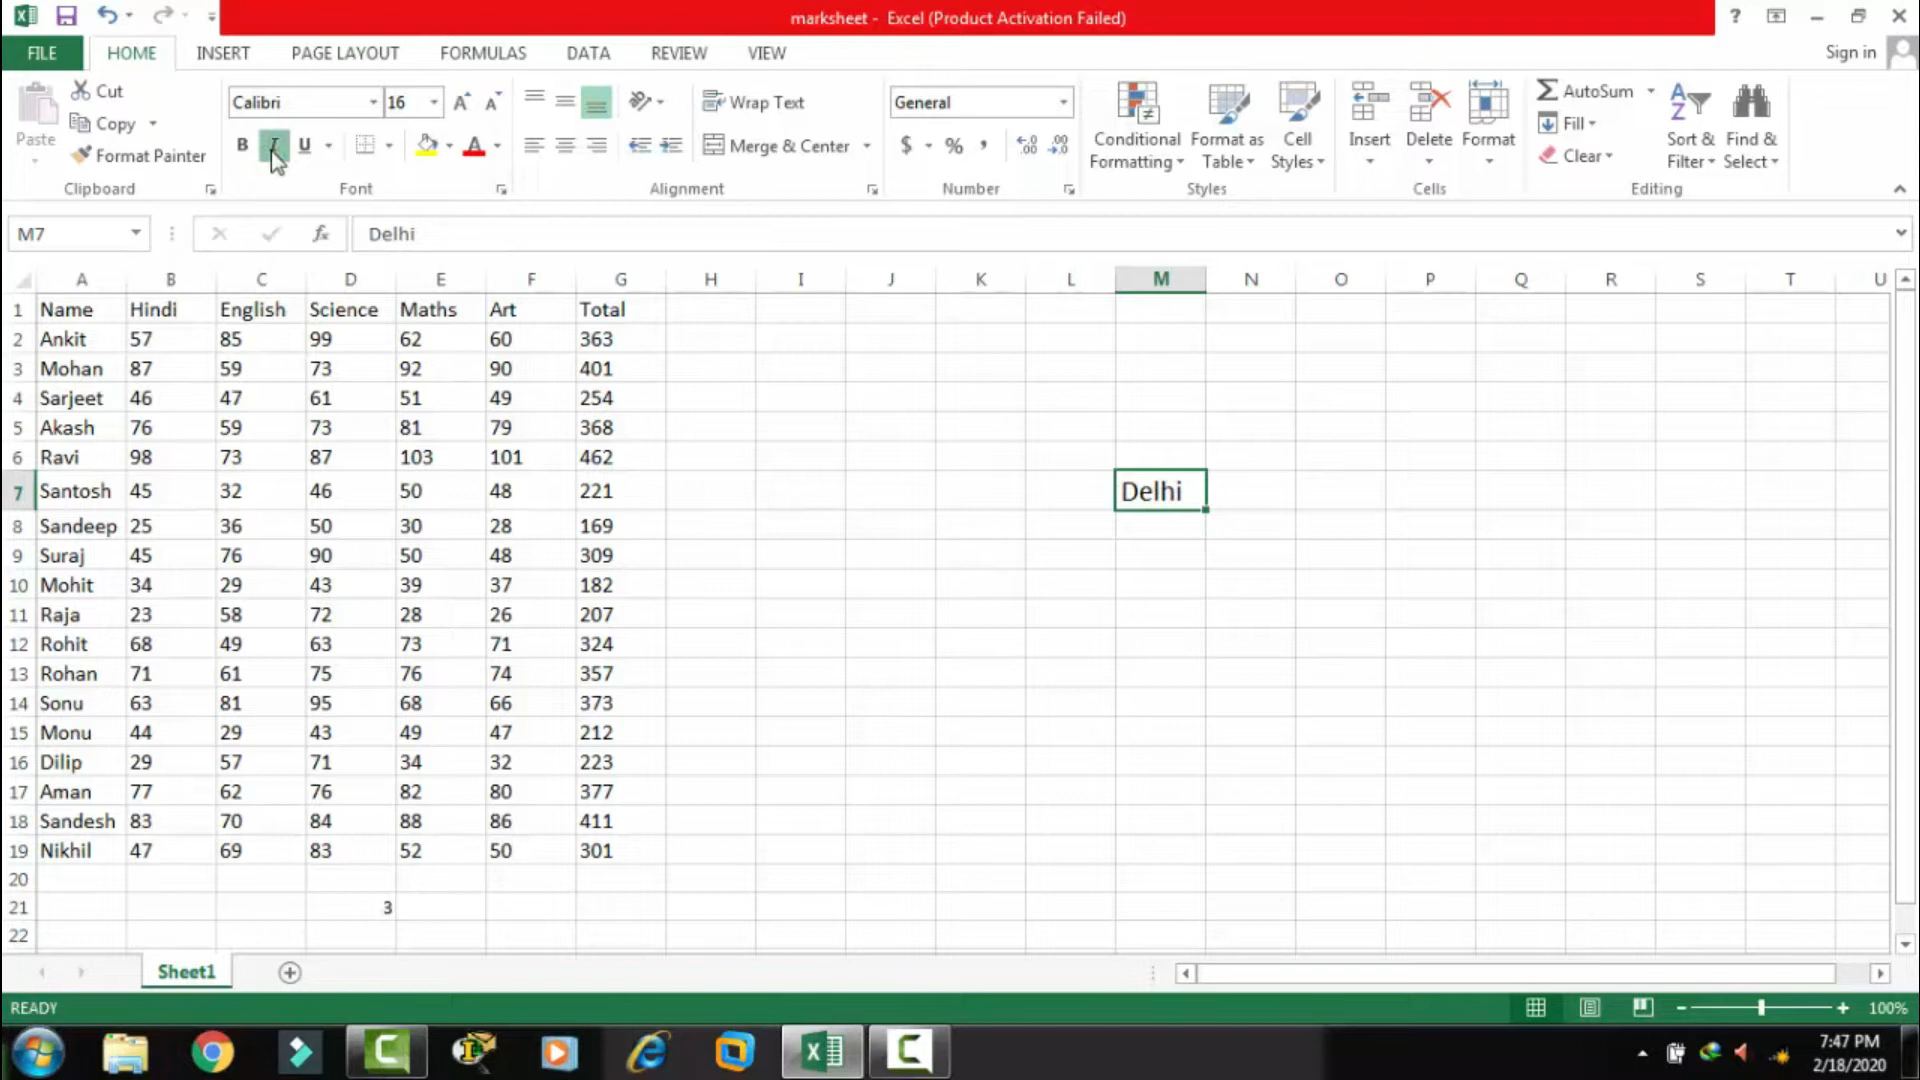 marksheet - Excel (Product Activation Failed)
?
FILE HOME INSERT PAGE LAYOUT FORMULAS DATA REVIEW VIEW Sign in
Paste Cut Copy Format Painter Clipboard
Calibri 16 B I U A Font
Wrap Text Merge & Center Alignment
General $ % , .00 Number
Conditional Formatting Format as Table Cell Styles Styles
Insert Delete Format Cells
AutoSum Fill Clear Sort & Filter Find & Select Editing
M7 fx Delhi
A B C D E F G H I J K L M N O P Q R S T U
1 Name Hindi English Science Maths Art Total
2 Ankit 57 85 99 62 60 363
3 Mohan 87 59 73 92 90 401
4 Sarjeet 46 47 61 51 49 254
5 Akash 76 59 73 81 79 368
6 Ravi 98 73 87 103 101 462
7 Santosh 45 32 46 50 48 221 Delhi
8 Sandeep 25 36 50 30 28 169
9 Suraj 45 76 90 50 48 309
10 Mohit 34 29 43 39 37 182
11 Raja 23 58 72 28 26 207
12 Rohit 68 49 63 73 71 324
13 Rohan 71 61 75 76 74 357
14 Sonu 63 81 95 68 66 373
15 Monu 44 29 43 49 47 212
16 Dilip 29 57 71 34 32 223
17 Aman 77 62 76 82 80 377
18 Sandesh 83 70 84 88 86 411
19 Nikhil 47 69 83 52 50 301
20
21 3
22
Sheet1
READY 100%
7:47 PM
2/18/2020